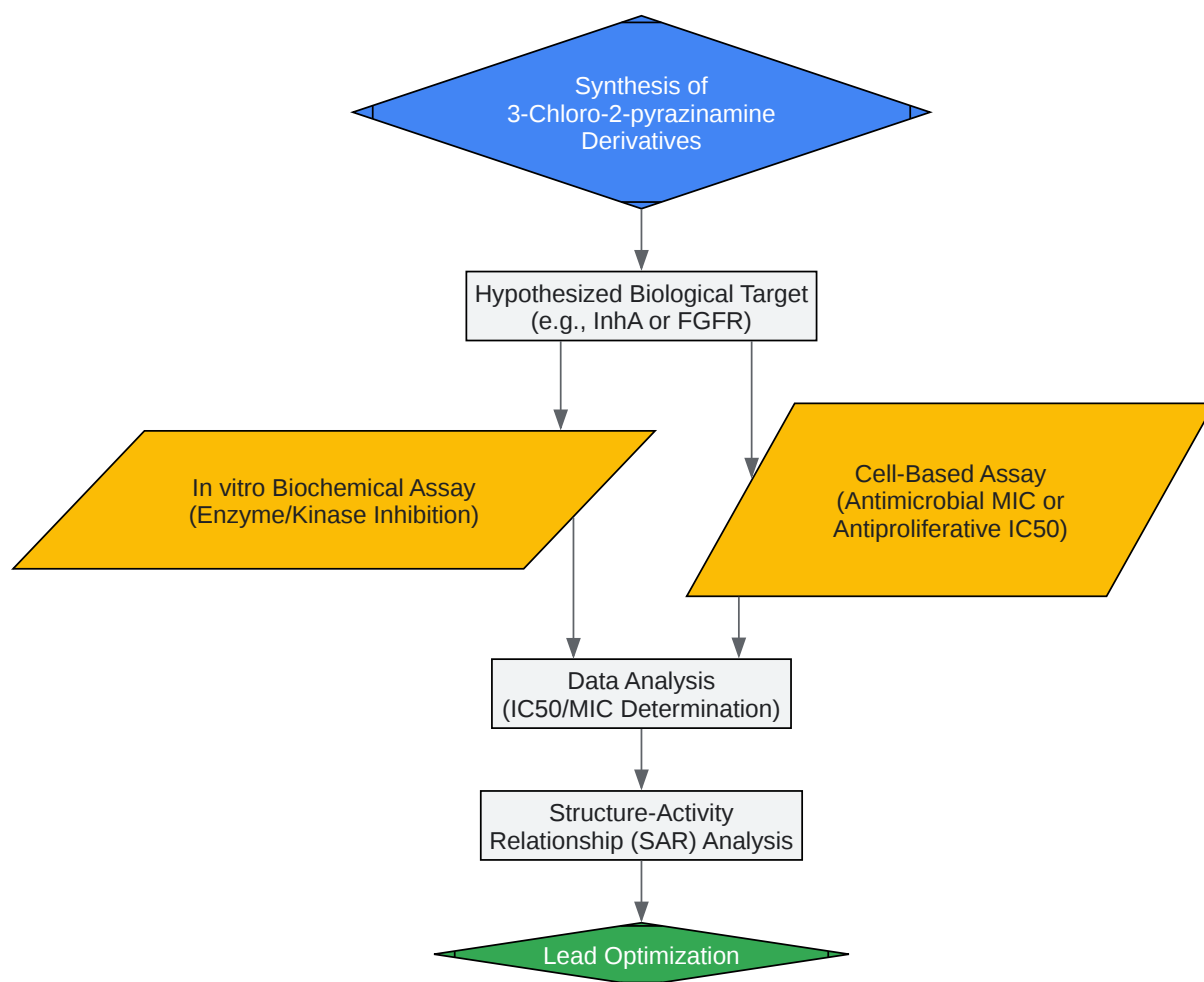 Synthesis of
3-Chloro-2-pyrazinamine
Derivatives
Hypothesized Biological Target
(e.g., InhA or FGFR)
In vitro Biochemical Assay
(Enzyme/Kinase Inhibition)
Cell-Based Assay
(Antimicrobial MIC or
Antiproliferative IC50)
Data Analysis
(IC50/MIC Determination)
Structure-Activity
Relationship (SAR) Analysis
Lead Optimization